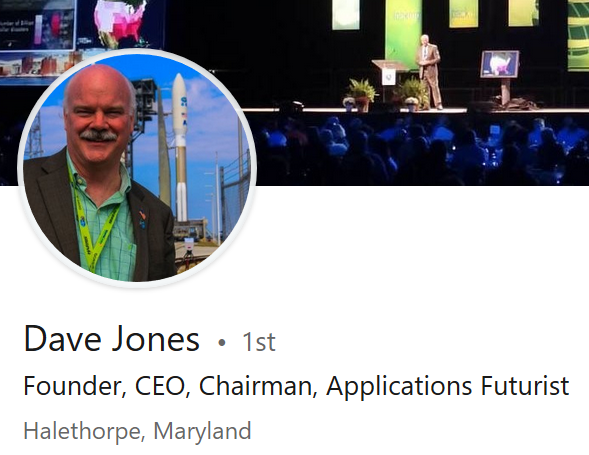 Dave Jones • 1st
Founder, CEO, Chairman, Applications Futurist
Halethorpe, Maryland